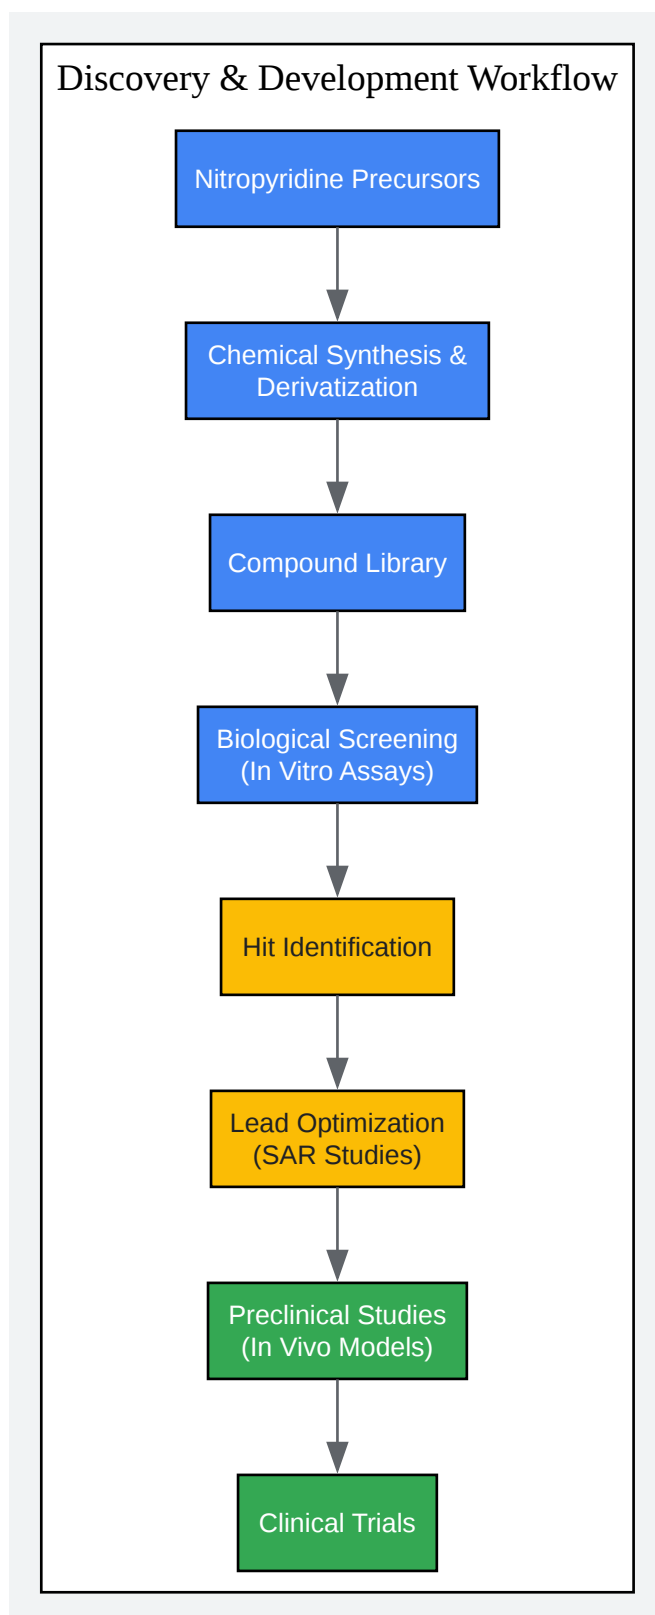 Discovery & Development Workflow
Nitropyridine Precursors
Chemical Synthesis &
Derivatization
Compound Library
Biological Screening
(In Vitro Assays)
Hit Identification
Lead Optimization
(SAR Studies)
Preclinical Studies
(In Vivo Models)
Clinical Trials